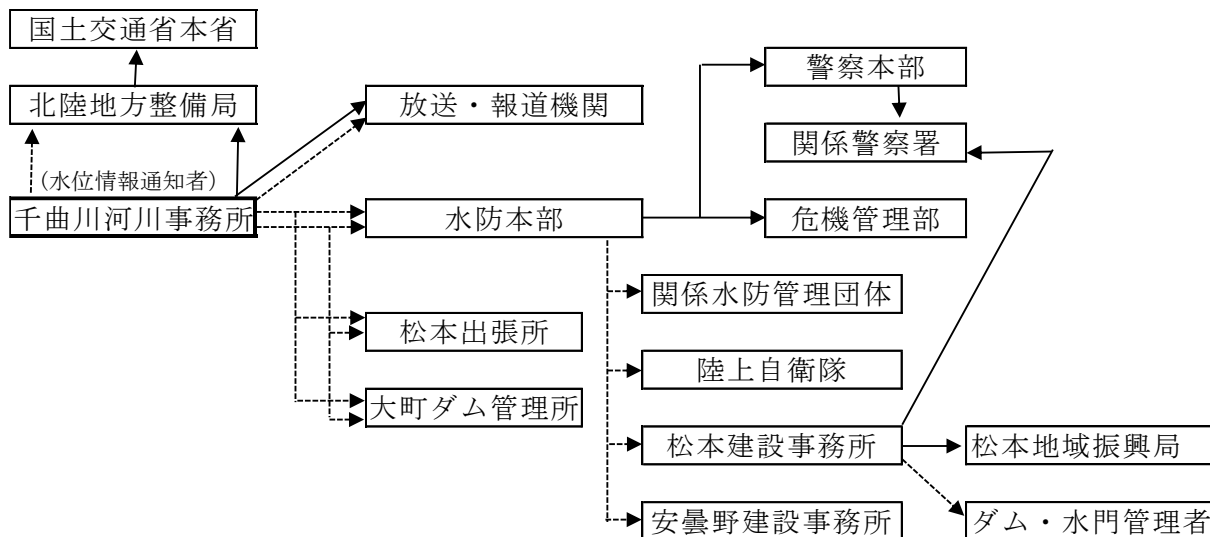 国土交通省本省
警察本部
北陸地方整備局
放送・報道機関
関係警察署
(水位情報通知者)
千曲川河川事務所
水防本部
危機管理部
関係水防管理団体
松本出張所
陸上自衛隊
大町ダム管理所
松本建設事務所
松本地域振興局
安曇野建設事務所
ダム・水門管理者